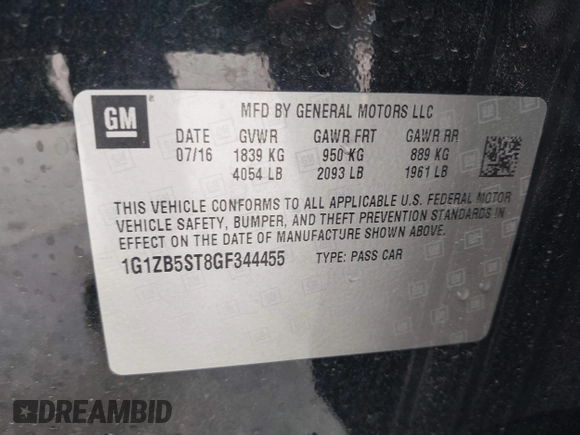 GM ®
MFD BY GENERAL MOTORS LLC
DATE GVWR GAWR FRT GAWR RR
07/16 1839 KG 950 KG 889 KG
4054 LB 2093 LB 1961 LB
THIS VEHICLE CONFORMS TO ALL APPLICABLE U.S. FEDERAL MOTOR
VEHICLE SAFETY, BUMPER, AND THEFT PREVENTION STANDARDS IN
EFFECT ON THE DATE OF MANUFACTURE SHOWN ABOVE.
1G1ZB5ST8GF344455 TYPE: PASS CAR
DREAMBID